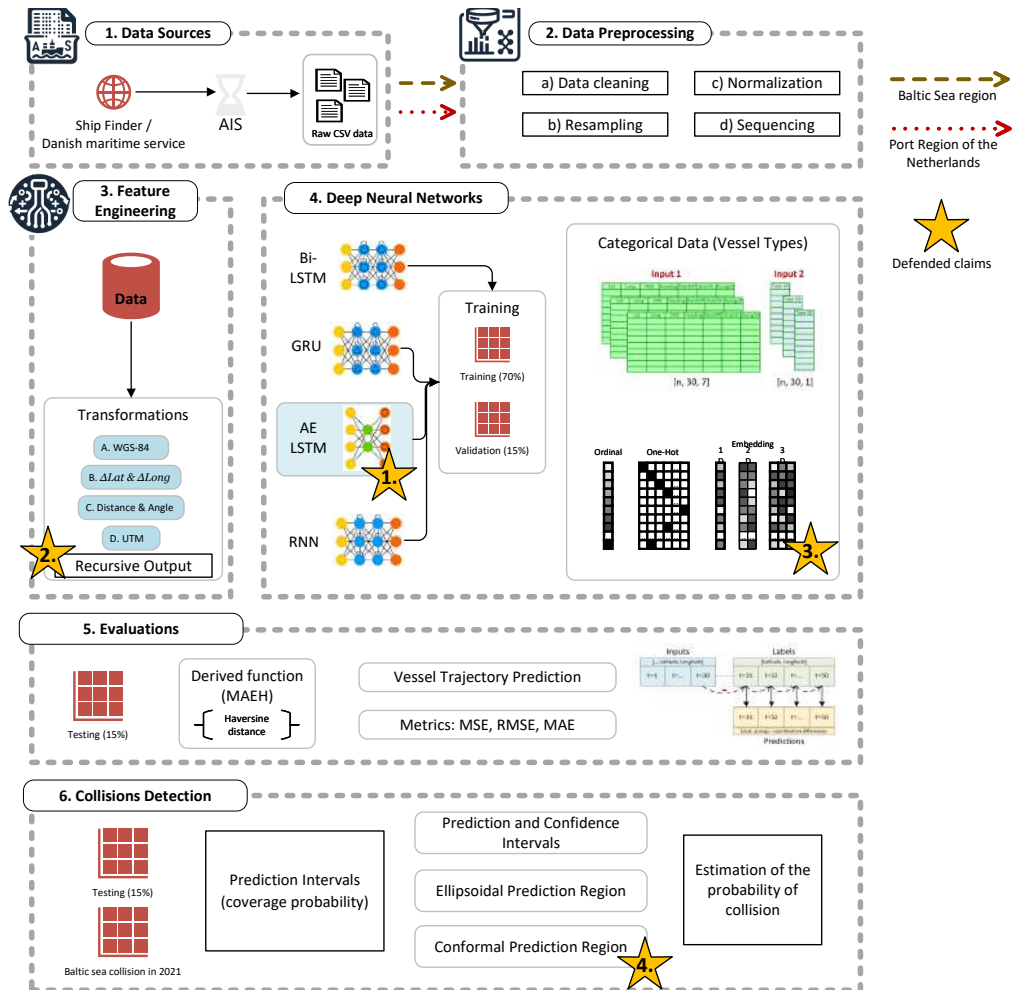 1. Data Sources
A I S
Ship Finder /
Danish maritime service
AIS
Raw CSV data
2. Data Preprocessing
a) Data cleaning
c) Normalization
b) Resampling
d) Sequencing
Baltic Sea region
Port Region of the
Netherlands
Defended claims
3. Feature
Engineering
Data
Transformations
A. WGS-84
B. ΔLat & ΔLong
C. Distance & Angle
D. UTM
2.
Recursive Output
4. Deep Neural Networks
Bi-
LSTM
GRU
AE
LSTM
1.
RNN
Training
Training (70%)
Validation (15%)
Categorical Data (Vessel Types)
Input 1
Input 2
[n, 30, 7]
[n, 30, 1]
Ordinal
One-Hot
Embedding
1 2 3
3.
5. Evaluations
Testing (15%)
Derived function
(MAEH)
Haversine
distance
Vessel Trajectory Prediction
Metrics: MSE, RMSE, MAE
Inputs
Labels
Predictions
6. Collisions Detection
Testing (15%)
Baltic sea collision in 2021
Prediction Intervals
(coverage probability)
Prediction and Confidence
Intervals
Ellipsoidal Prediction Region
Conformal Prediction Region
4.
Estimation of the
probability of
collision